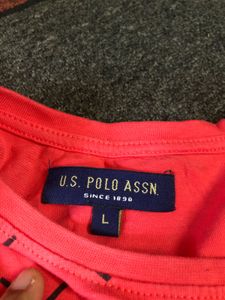 U.S. POLO ASSN.
SINCE 1890
L